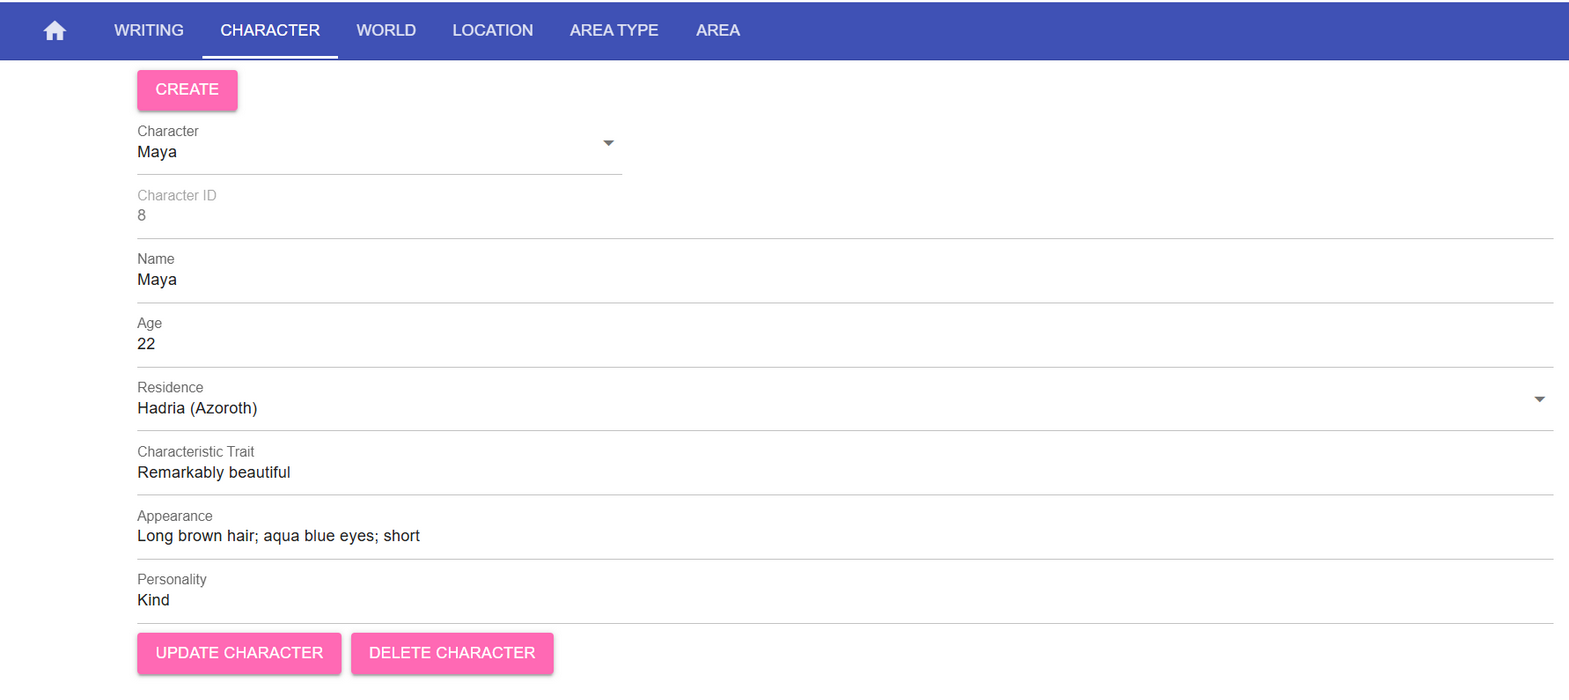 WRITING CHARACTER WORLD LOCATION AREA TYPE AREA
CREATE
Character
Maya
Character ID
8
Name
Maya
Age
22
Residence
Hadria (Azoroth)
Characteristic Trait
Remarkably beautiful
Appearance
Long brown hair; aqua blue eyes; short
Personality
Kind
UPDATE CHARACTER DELETE CHARACTER